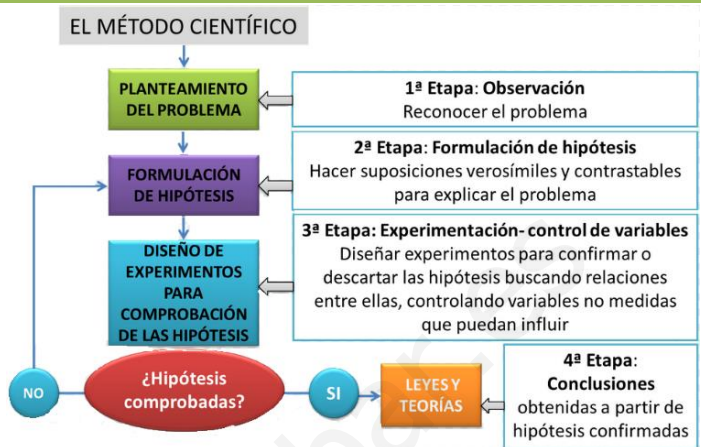 EL MÉTODO CIENTÍFICO
PLANTEAMIENTO
DEL PROBLEMA
1ª Etapa: Observación
Reconocer el problema
FORMULACIÓN
DE HIPÓTESIS
2ª Etapa: Formulación de hipótesis
Hacer suposiciones verosímiles y contrastables
para explicar el problema
DISEÑO DE
EXPERIMENTOS
PARA
COMPROBACIÓN
DE LAS HIPÓTESIS
3ª Etapa: Experimentación- control de variables
Diseñar experimentos para confirmar o
descartar las hipótesis buscando relaciones
entre ellas, controlando variables no medidas
que puedan influir
NO
¿Hipótesis
comprobadas?
SI
LEYES Y
TEORÍAS
4ª Etapa:
Conclusiones
obtenidas a partir de
hipótesis confirmadas